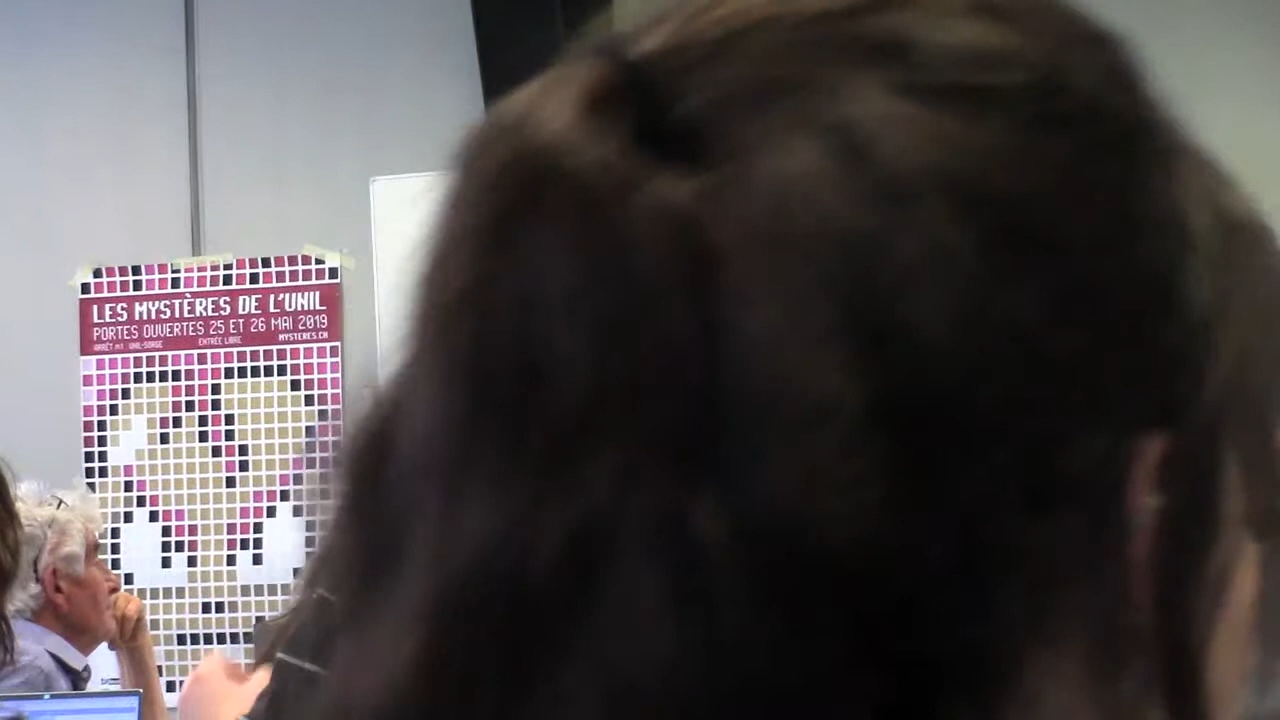 LES MYSTÈRES DE L'UNIL
PORTES OUVERTES 25 ET 26 MAI 2019
ARRÊT m1 UNIL-SORGE ENTRÉE LIBRE MYSTERES.CH